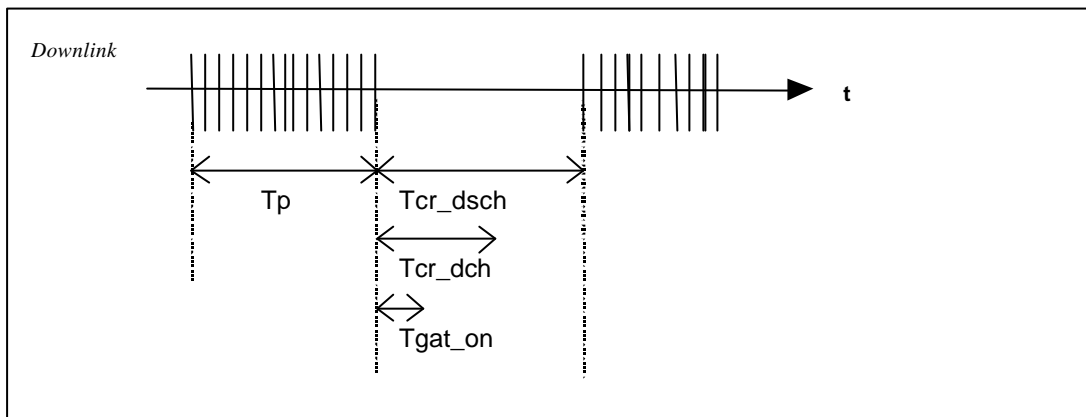 Downlink
t
Tp
Tcr_dsch
Tcr_dch
Tgat_on